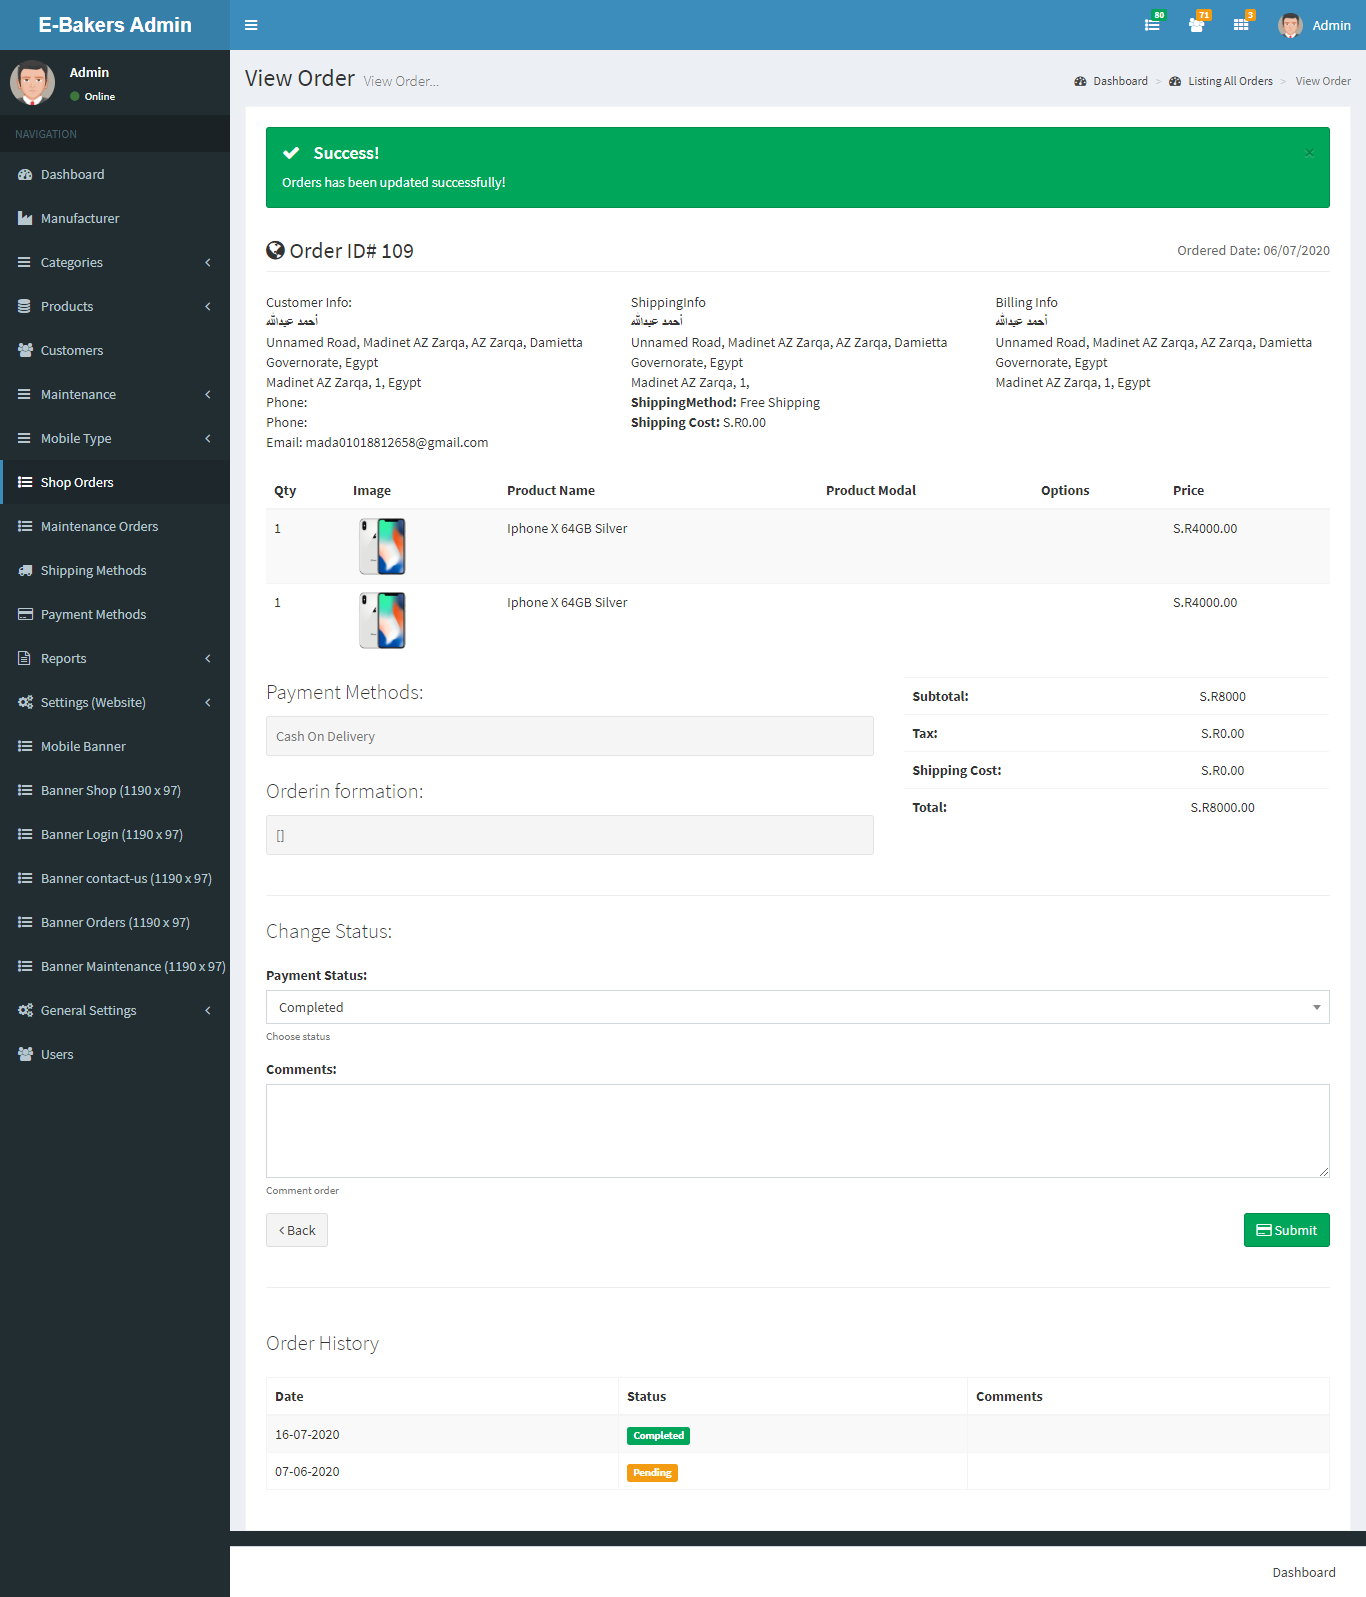 E-Bakers Admin
80
71
3
Admin
Admin
Online
NAVIGATION
Dashboard
Manufacturer
Categories
Products
Customers
Maintenance
Mobile Type
Shop Orders
Maintenance Orders
Shipping Methods
Payment Methods
Reports
Settings (Website)
Mobile Banner
Banner Shop (1190 x 97)
Banner Login (1190 x 97)
Banner contact-us (1190 x 97)
Banner Orders (1190 x 97)
Banner Maintenance (1190 x 97)
General Settings
Users
View Order View Order...
Dashboard > Listing All Orders > View Order
Success! ×
Orders has been updated successfully!
Order ID# 109 Ordered Date: 06/07/2020
Customer Info:
أحمد عبدالله
Unnamed Road, Madinet AZ Zarqa, AZ Zarqa, Damietta
Governorate, Egypt
Madinet AZ Zarqa, 1, Egypt
Phone:
Phone:
Email: mada01018812658@gmail.com
ShippingInfo
أحمد عبدالله
Unnamed Road, Madinet AZ Zarqa, AZ Zarqa, Damietta
Governorate, Egypt
Madinet AZ Zarqa, 1,
ShippingMethod: Free Shipping
Shipping Cost: S.R0.00
Billing Info
أحمد عبدالله
Unnamed Road, Madinet AZ Zarqa, AZ Zarqa, Damietta
Governorate, Egypt
Madinet AZ Zarqa, 1, Egypt
Qty Image Product Name Product Modal Options Price
1 Iphone X 64GB Silver S.R4000.00
1 Iphone X 64GB Silver S.R4000.00
Payment Methods:
Cash On Delivery
Orderin formation:
[]
Subtotal: S.R8000
Tax: S.R0.00
Shipping Cost: S.R0.00
Total: S.R8000.00
Change Status:
Payment Status:
Completed
Choose status
Comments:
Comment order
Back Submit
Order History
Date Status Comments
16-07-2020 Completed
07-06-2020 Pending
Dashboard